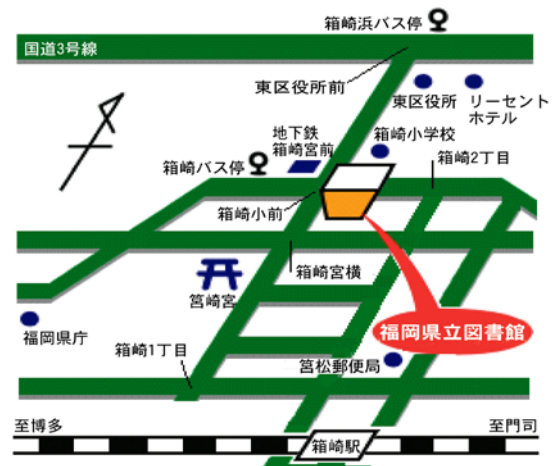 箱崎浜バス停
国道3号線
東区役所前
東区役所
リーセント
ホテル
地下鉄
箱崎宮前
箱崎小学校
箱崎バス停
箱崎2丁目
箱崎小前
箱崎宮横
筥崎宮
福岡県庁
福岡県立図書館
箱崎1丁目
筥松郵便局
至博多
至門司
箱崎駅